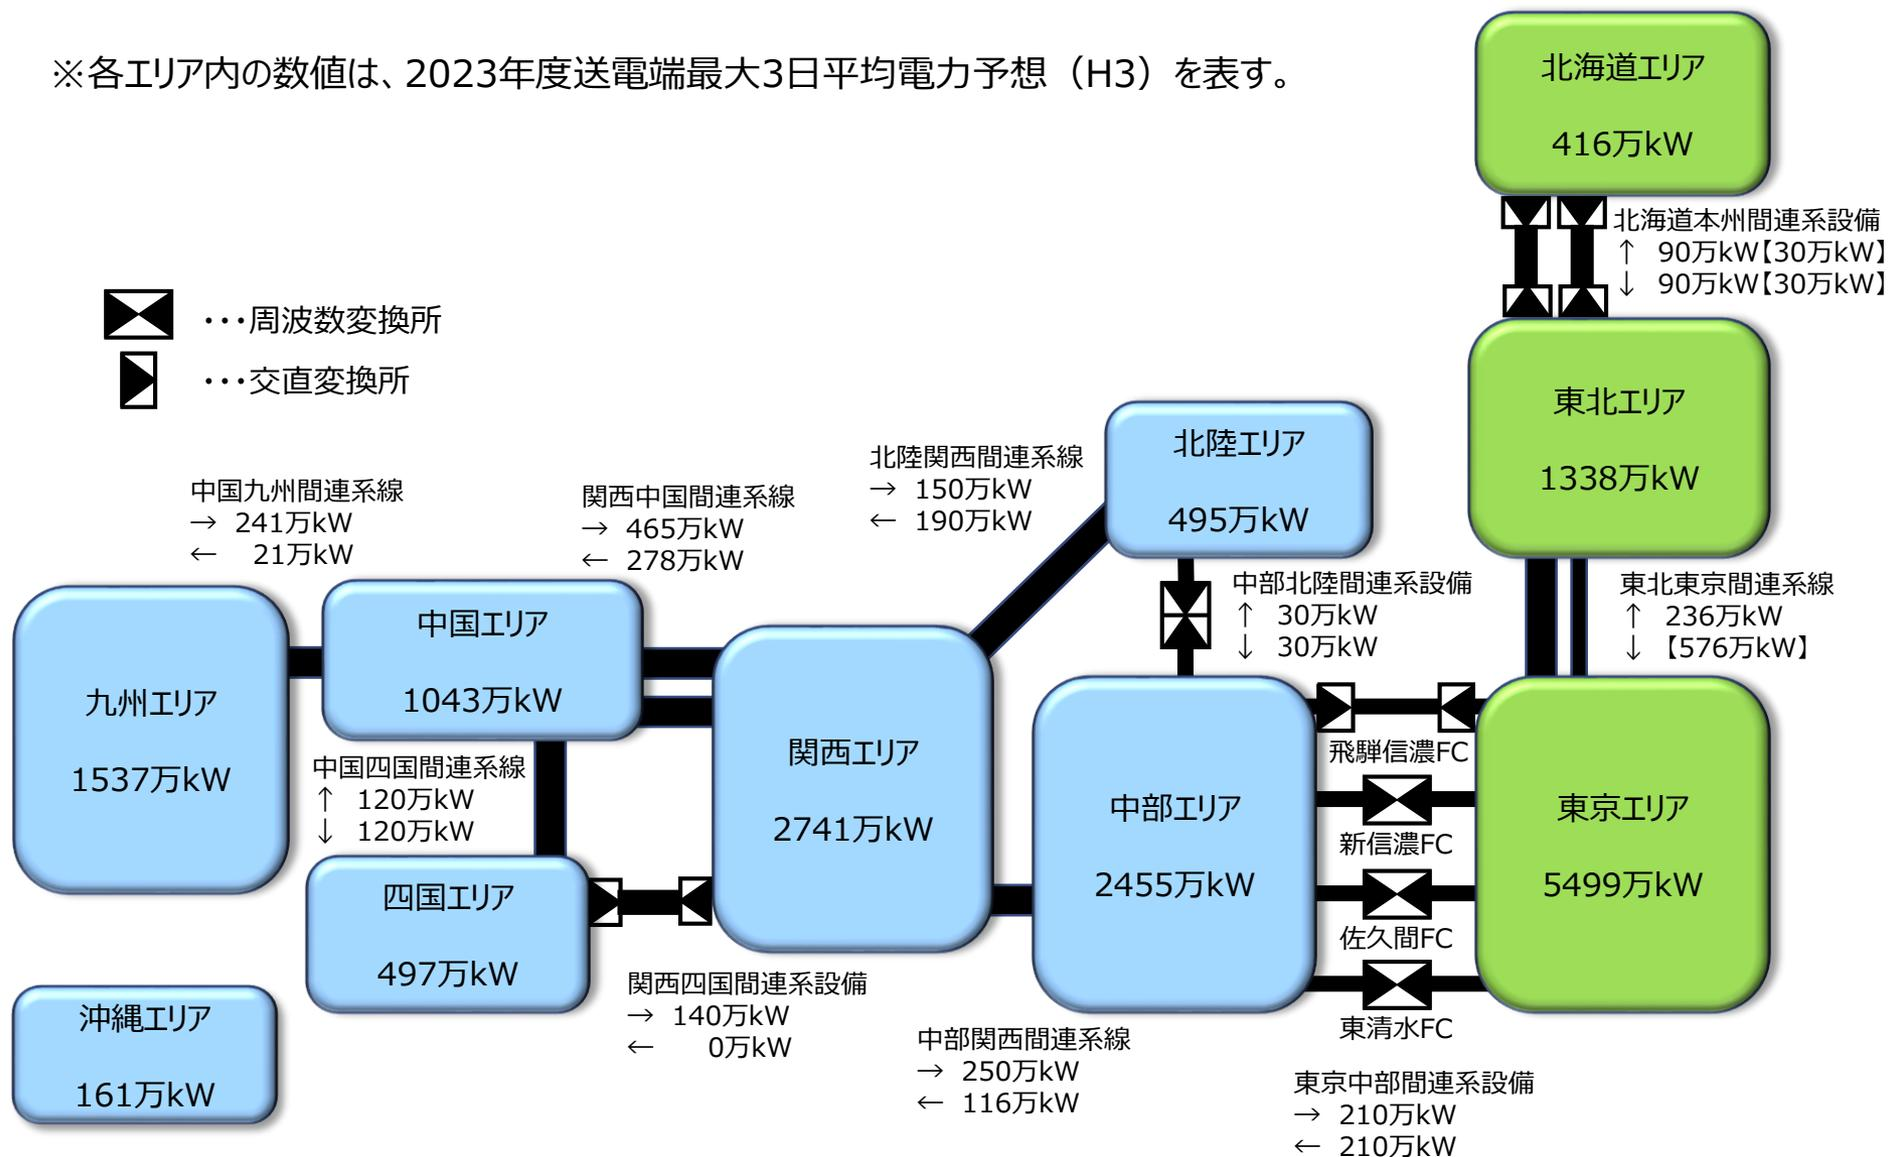 ※各エリア内の数値は、2023年度送電端最大3日平均電力予想（H3）を表す。
北海道エリア
416万kW
北海道本州間連系設備
↑ 90万kW【30万kW】
↓ 90万kW【30万kW】
･･･周波数変換所
･･･交直変換所
東北エリア
1338万kW
北陸エリア
495万kW
北陸関西間連系線
→ 150万kW
← 190万kW
中国九州間連系線
→ 241万kW
← 21万kW
関西中国間連系線
→ 465万kW
← 278万kW
中部北陸間連系設備
↑ 30万kW
↓ 30万kW
東北東京間連系線
↑ 236万kW
↓【576万kW】
九州エリア
1537万kW
中国エリア
1043万kW
中国四国間連系線
↑ 120万kW
↓ 120万kW
関西エリア
2741万kW
中部エリア
2455万kW
飛騨信濃FC
新信濃FC
佐久間FC
東清水FC
東京エリア
5499万kW
四国エリア
497万kW
関西四国間連系設備
→ 140万kW
← 0万kW
沖縄エリア
161万kW
中部関西間連系線
→ 250万kW
← 116万kW
東京中部間連系設備
→ 210万kW
← 210万kW